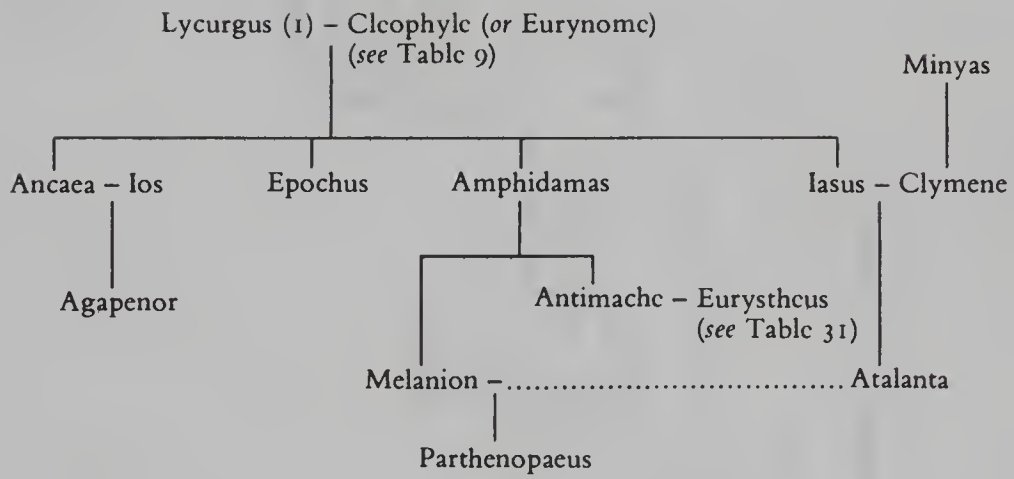 Lycurgus (1) – Cleophyle (or Eurynome)
(see Table 9)
Minyas
Ancaea – Ios
Epochus
Amphidamas
Iasus – Clymene
Agapenor
Antimache – Eurystheus
(see Table 31)
Melanion –.......................................Atalanta
Parthenopaeus